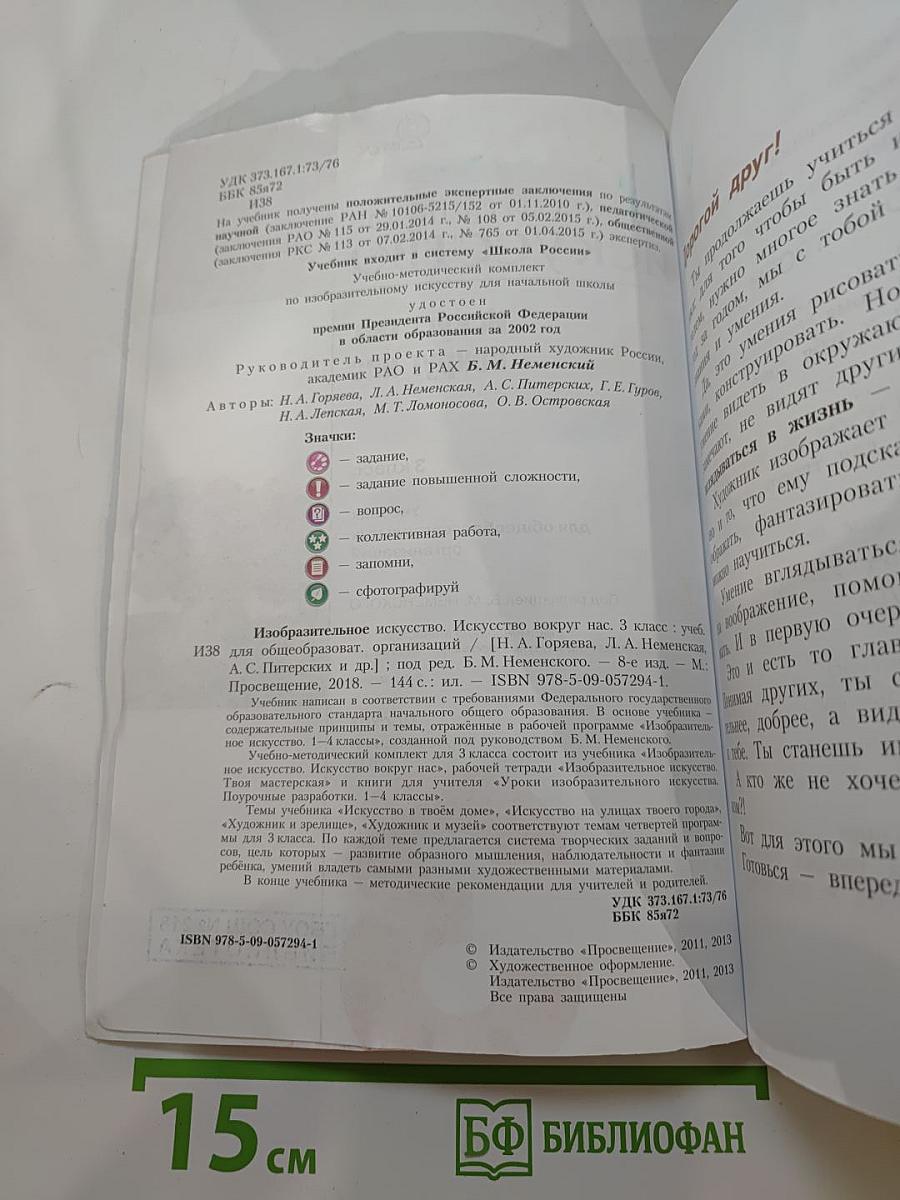 УДК 373.167.1:73/76
ББК 85я72
И38
На учебник получены положительные экспертные заключения по результатам
научной (заключение РАН № 10106-5215/152 от 01.11.2010 г.), педагогической
(заключения РАО № 115 от 29.01.2014 г., № 108 от 05.02.2015 г.), общественной
(заключения РКС № 113 от 07.02.2014 г., № 765 от 01.04.2015 г.) экспертиз.
Учебник входит в систему «Школа России»
Учебно-методический комплект
по изобразительному искусству для начальной школы
удостоен
премии Президента Российской Федерации
в области образования за 2002 год
Руководитель проекта — народный художник России,
академик РАО и РАХ Б. М. Неменский
Авторы: Н. А. Горяева, Л. А. Неменская, А. С. Питерских, Г. Е. Гуров,
Н. А. Лепская, М. Т. Ломоносова, О. В. Островская
Значки:
— задание,
— задание повышенной сложности,
— вопрос,
— коллективная работа,
— запомни,
— сфотографируй
Изобразительное искусство. Искусство вокруг нас. 3 класс : учеб.
И38 для общеобразоват. организаций / [Н. А. Горяева, Л. А. Неменская,
А. С. Питерских и др.] ; под ред. Б. М. Неменского. — 8-е изд. — М.:
Просвещение, 2018. — 144 с. : ил. — ISBN 978-5-09-057294-1.
Учебник написан в соответствии с требованиями Федерального государственного
образовательного стандарта начального общего образования. В основе учебника —
содержательные принципы и темы, отражённые в рабочей программе «Изобразитель-
ное искусство. 1—4 классы», созданной под руководством Б. М. Неменского.
Учебно-методический комплект для 3 класса состоит из учебника «Изобразитель-
ное искусство. Искусство вокруг нас», рабочей тетради «Изобразительное искусство.
Твоя мастерская» и книги для учителя «Уроки изобразительного искусства.
Поурочные разработки. 1—4 классы».
Темы учебника «Искусство в твоём доме», «Искусство на улицах твоего города»,
«Художник и зрелище», «Художник и музей» соответствуют темам четвертей програм-
мы для 3 класса. По каждой теме предлагается система творческих заданий и вопро-
сов, цель которых — развитие образного мышления, наблюдательности и фантазии
ребёнка, умений владеть самыми разными художественными материалами.
В конце учебника — методические рекомендации для учителей и родителей.
УДК 373.167.1:73/76
ББК 85я72
ISBN 978-5-09-057294-1
© Издательство «Просвещение», 2011, 2013
© Художественное оформление.
Издательство «Просвещение», 2011, 2013
Все права защищены
друг!
Ты продолжаешь учиться
для того чтобы быть
нужно многое знать
за годом, мы с тобой
и умения.
Да, это умения рисовать
конструировать. Но
видеть в окружаю
не видят други
в жизнь —
Художник изображает
и то, что ему подска
фантазировать
научиться.
Умение вглядываться
воображение, помо
И в первую очер
Это и есть то глав
других, ты с
добрее, а вид
тебе. Ты станешь и
А кто же не хоче
Вот для этого мы
Готовься — вперед
15 см
БФ БИБЛИОФАН